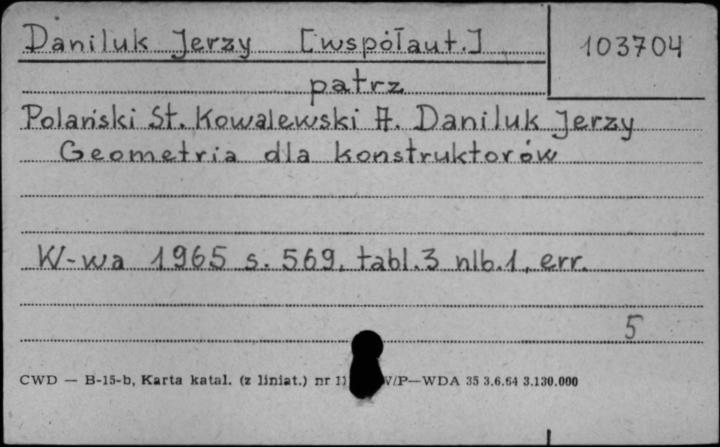 Daniluk Jerzy [współaut.]
103704
patrz
Polański St. Kowalewski A. Daniluk Jerzy
Geometria dla konstruktorów
W-wa 1965 s. 569, tabl. 3 nlb. 1, err.
5
CWD — B-15-b, Karta katal. (z liniat.) nr V/P—WDA 35 3.6.64 3.130.000